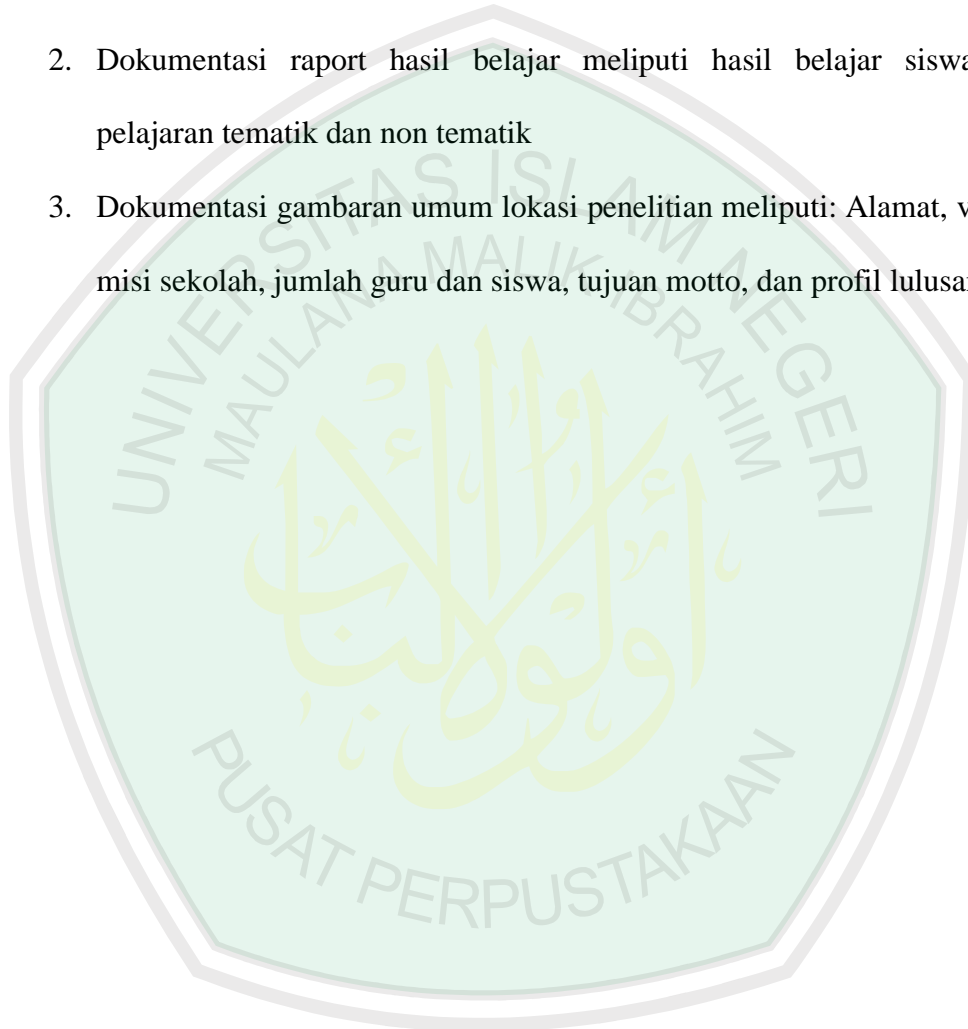 2. Dokumentasi raport hasil belajar meliputi hasil belajar siswa
pelajaran tematik dan non tematik
3. Dokumentasi gambaran umum lokasi penelitian meliputi: Alamat,
misi sekolah, jumlah guru dan siswa, tujuan motto, dan profil
UNIVERSITAS ISLAM NEGERI
MAULANA MALIK IBRAHIM
PUSAT PERPUSTAKAAN